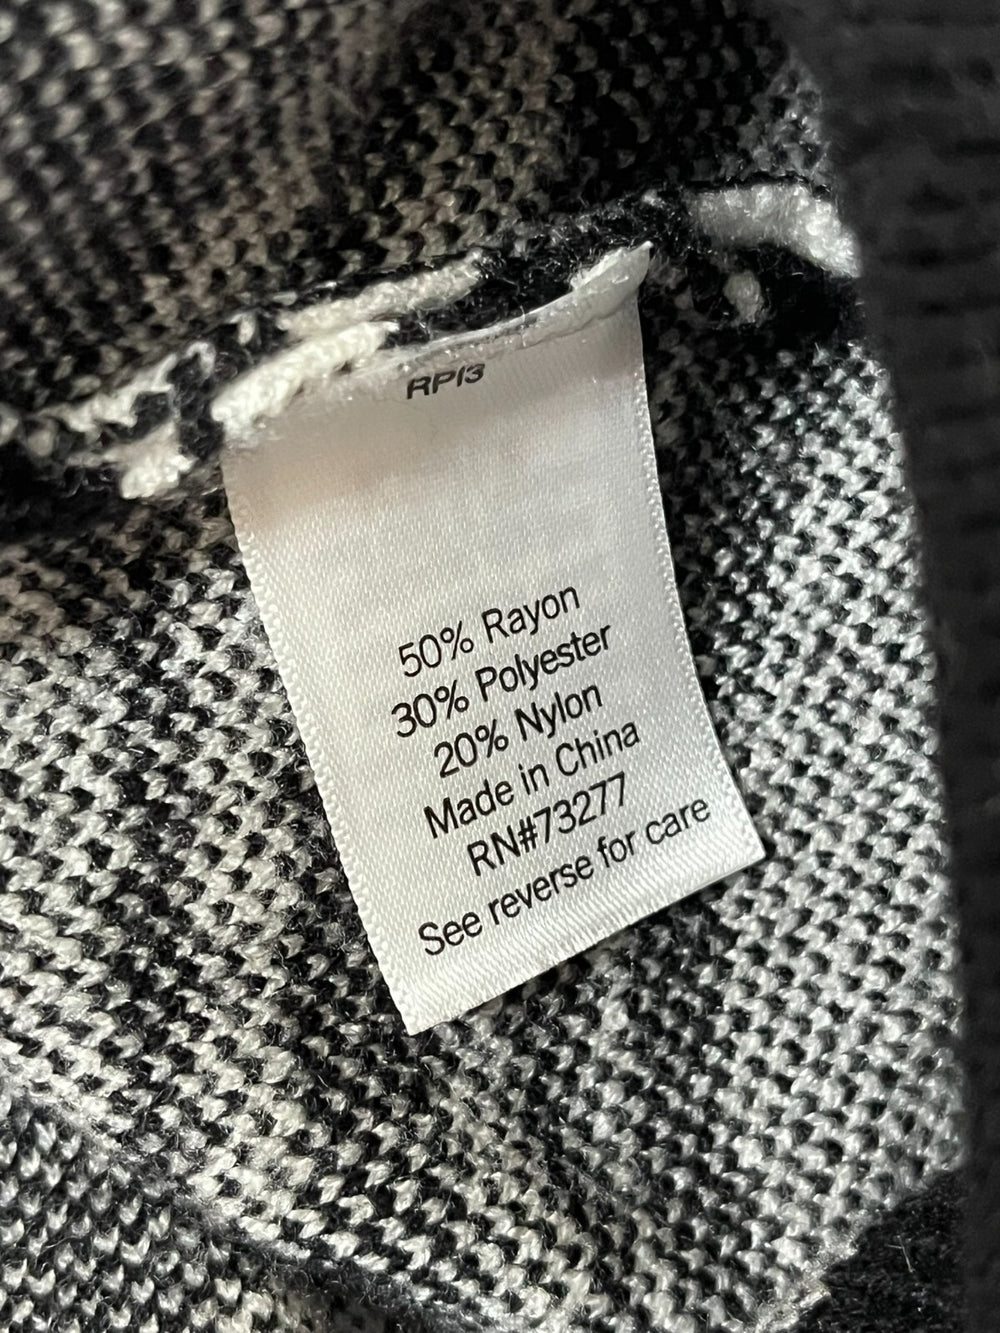 RP13
50% Rayon
30% Polyester
20% Nylon
Made in China
RN#73277
See reverse for care